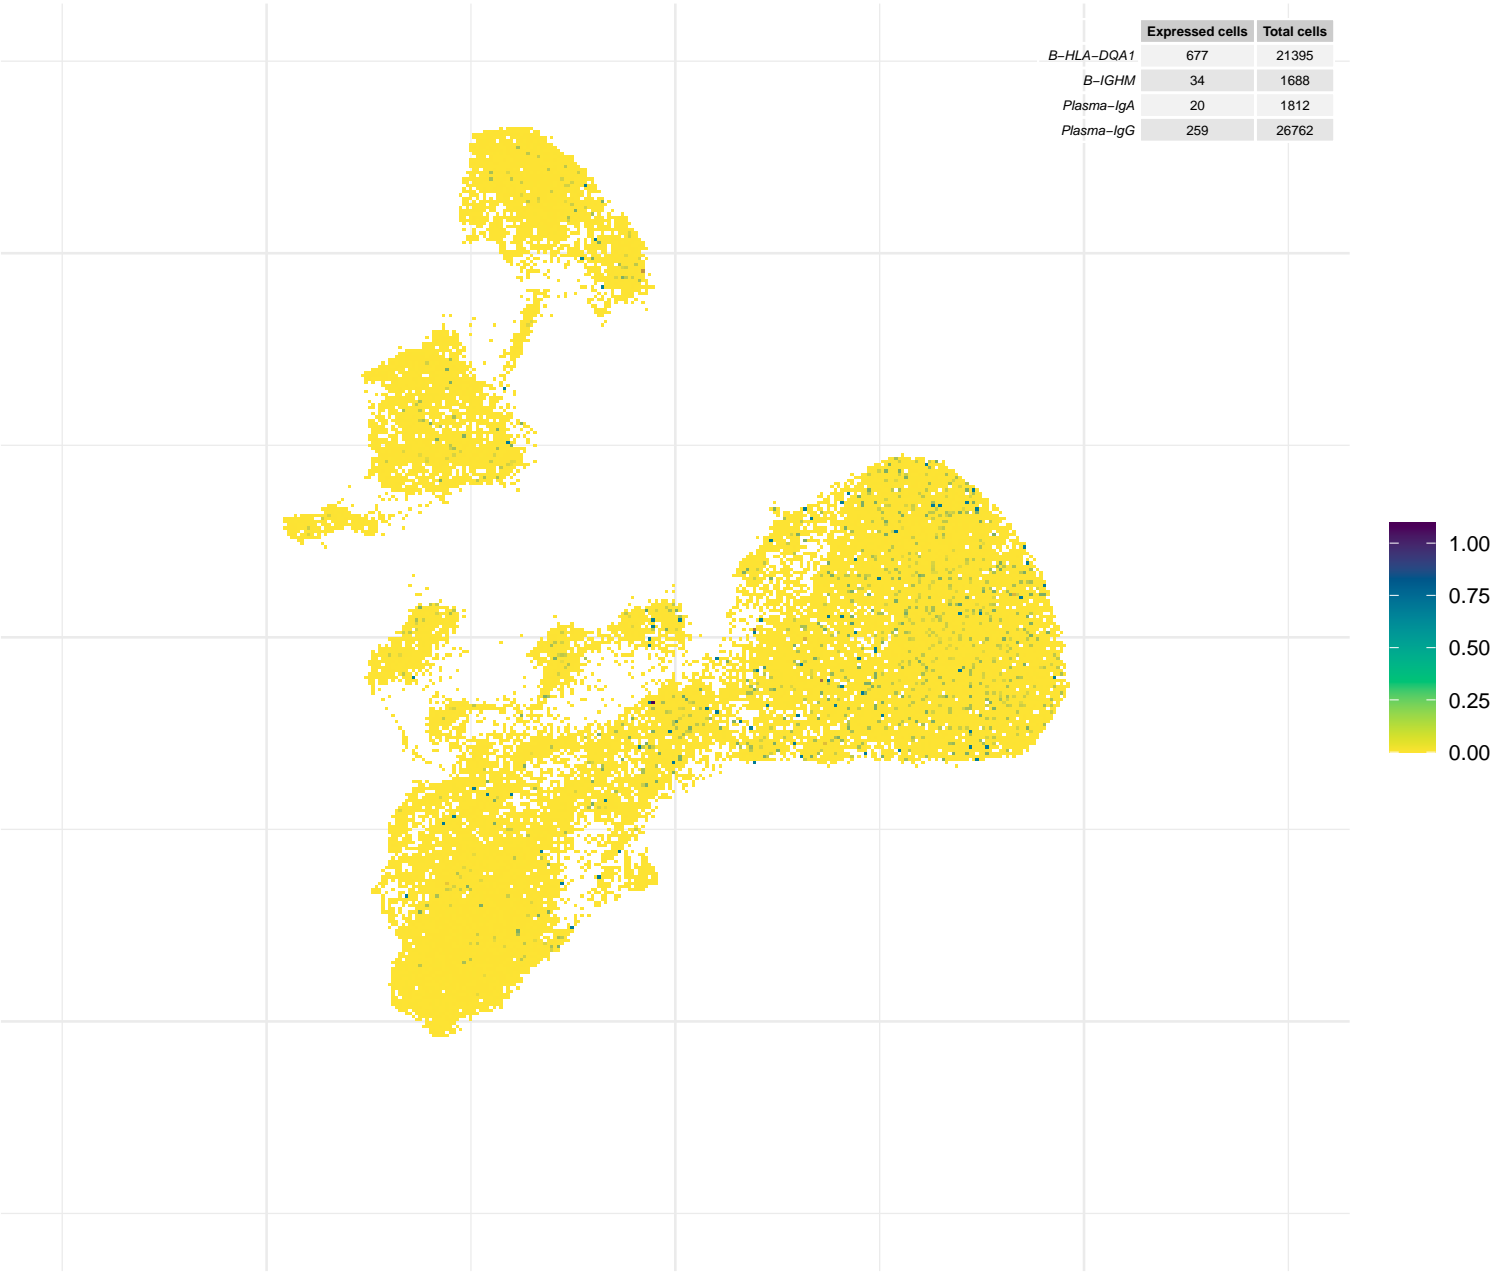 Expressed cells Total cells
B−HLA−DQA1 677 21395
B−IGHM 34 1688
Plasma−IgA 20 1812
Plasma−IgG 259 26762
1.00
0.75
0.50
0.25
0.00